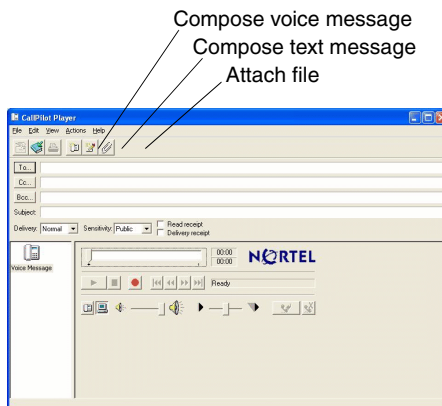 Compose voice message
Compose text message
Attach file
CallPilot Player
File Edit View Actions Help
To...
Cc...
Bcc...
Subject:
Delivery: Normal Sensitivity: Public Read receipt
Delivery receipt
Voice Message
00:00
00:00
NORTEL
Ready